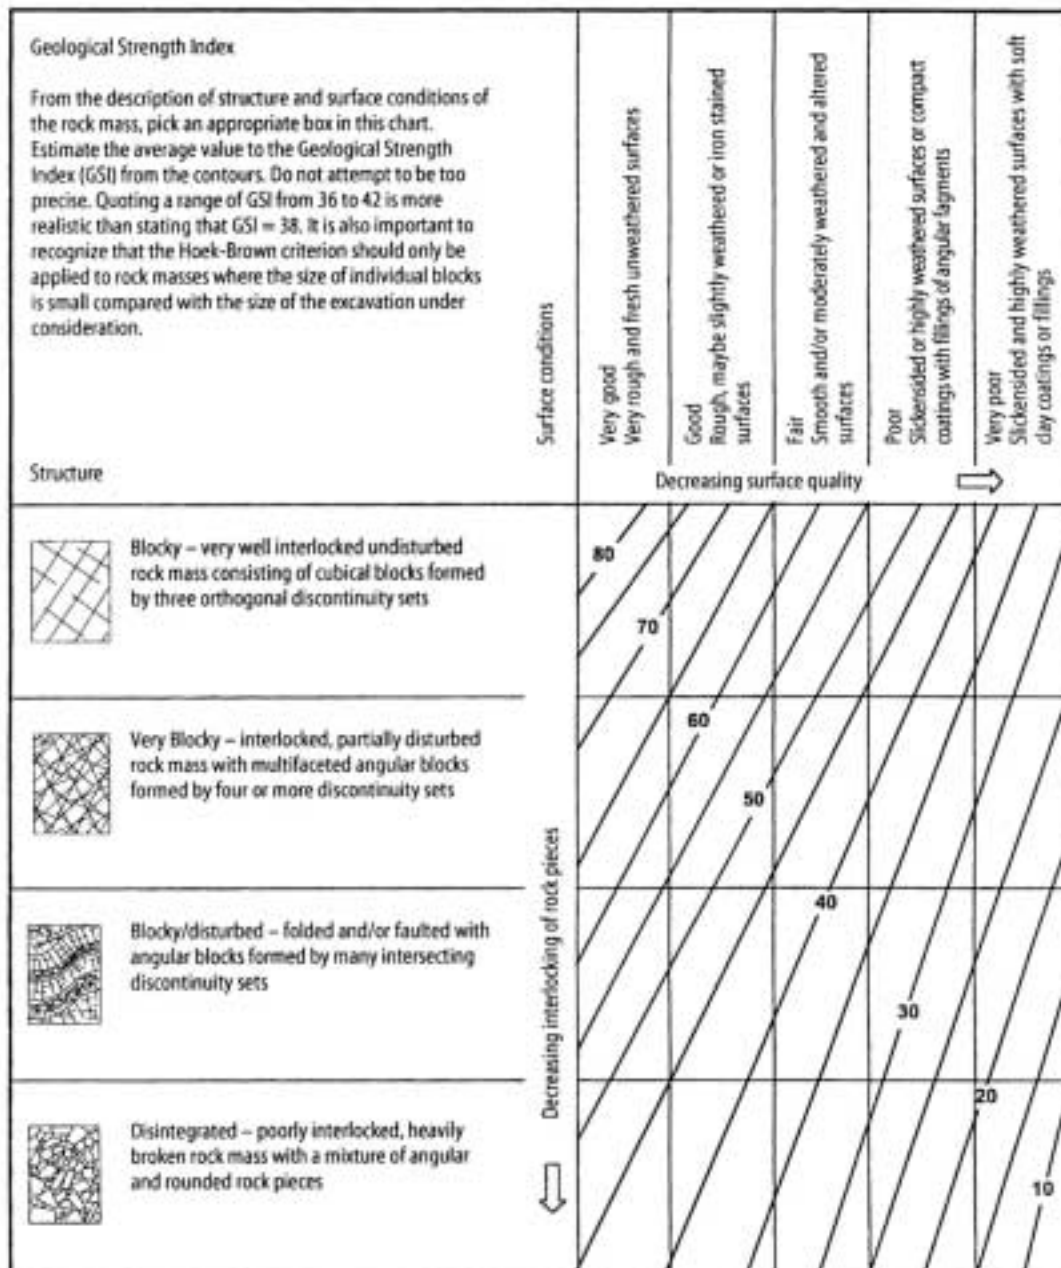 Geological Strength Index
From the description of structure and surface conditions of
the rock mass, pick an appropriate box in this chart.
Estimate the average value to the Geological Strength
Index (GSI) from the contours. Do not attempt to be too
precise. Quoting a range of GSI from 36 to 42 is more
realistic than stating that GSI = 38. It is also important to
recognize that the Hoek-Brown criterion should only be
applied to rock masses where the size of individual blocks
is small compared with the size of the excavation under
consideration.
Structure
Surface conditions
Very good
Very rough and fresh unweathered surfaces
Good
Rough, maybe slightly weathered or iron stained
surfaces
Fair
Smooth and/or moderately weathered and altered
surfaces
Poor
Slickensided or highly weathered surfaces or compact
coatings with fillings of angular fagments
Very poor
Slickensided and highly weathered surfaces with soft
clay coatings or fillings
Decreasing surface quality
Blocky – very well interlocked undisturbed
rock mass consisting of cubical blocks formed
by three orthogonal discontinuity sets
Very Blocky – interlocked, partially disturbed
rock mass with multifaceted angular blocks
formed by four or more discontinuity sets
Blocky/disturbed – folded and/or faulted with
angular blocks formed by many intersecting
discontinuity sets
Disintegrated – poorly interlocked, heavily
broken rock mass with a mixture of angular
and rounded rock pieces
Decreasing interlocking of rock pieces
80
70
60
50
40
30
20
10